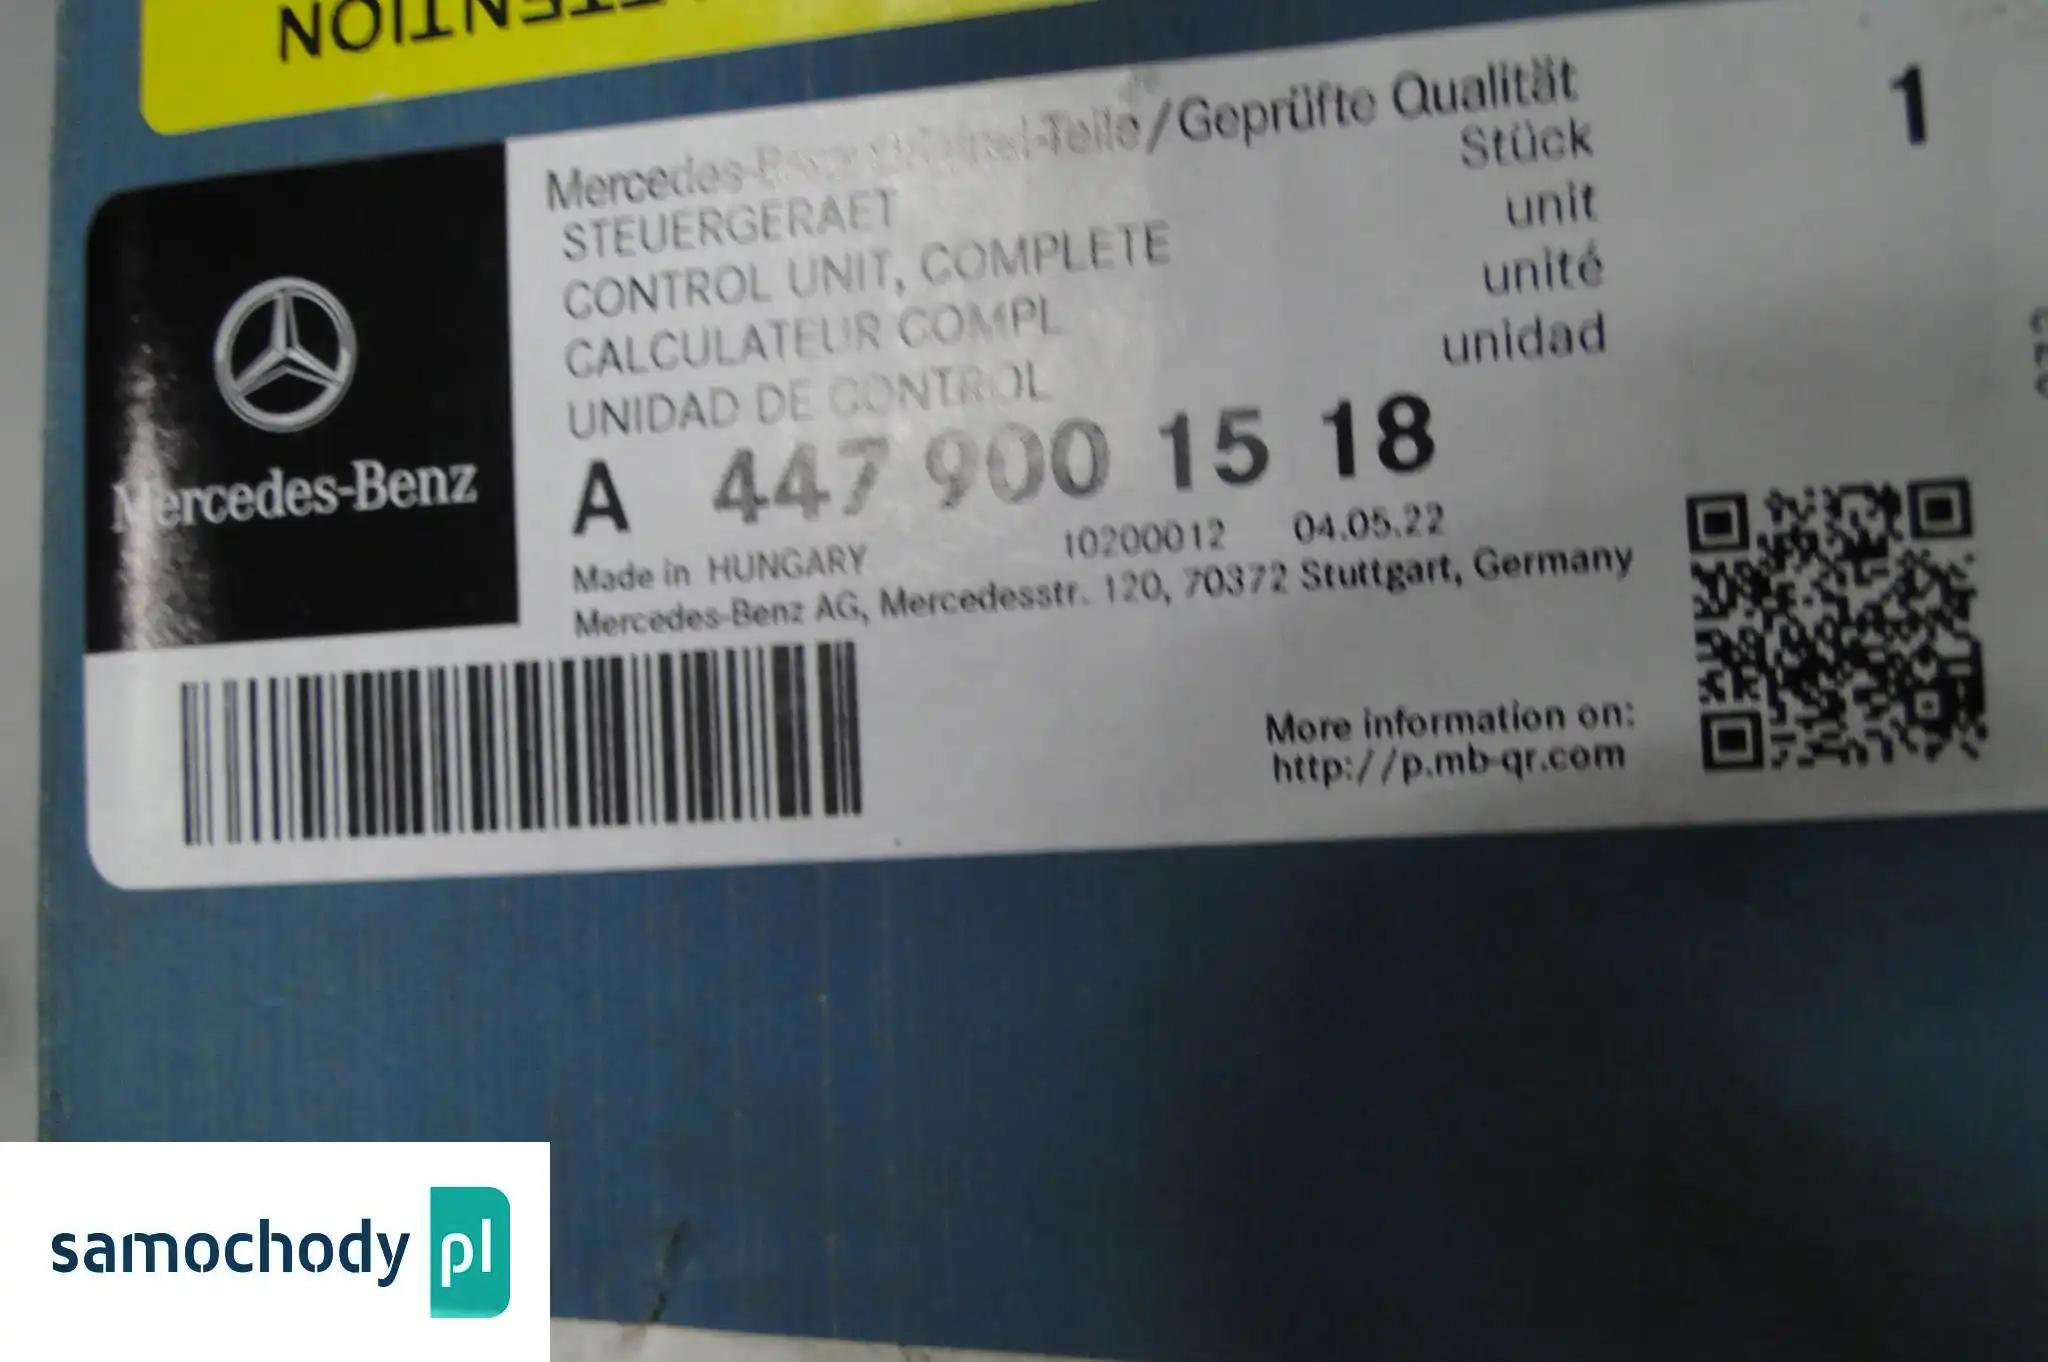 ATTENTION
Mercedes-Benz Original-Teile/Geprüfte Qualität
STEUERGERAET
CONTROL UNIT, COMPLETE
CALCULATEUR COMPL
UNIDAD DE CONTROL
Stück
unit
unité
unidad
1
A 447 900 15 18
Made in HUNGARY 10200012 04.05.22
Mercedes-Benz AG, Mercedesstr. 120, 70372 Stuttgart, Germany
Mercedes-Benz
More information on:
http://p.mb-qr.com
samochody pl